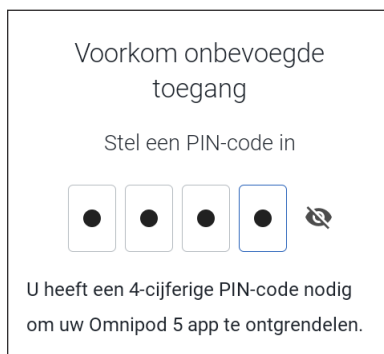 Voorkom onbevoegde
toegang
Stel een PIN-code in
U heeft een 4-cijferige PIN-code nodig
om uw Omnipod 5 app te ontgrendelen.